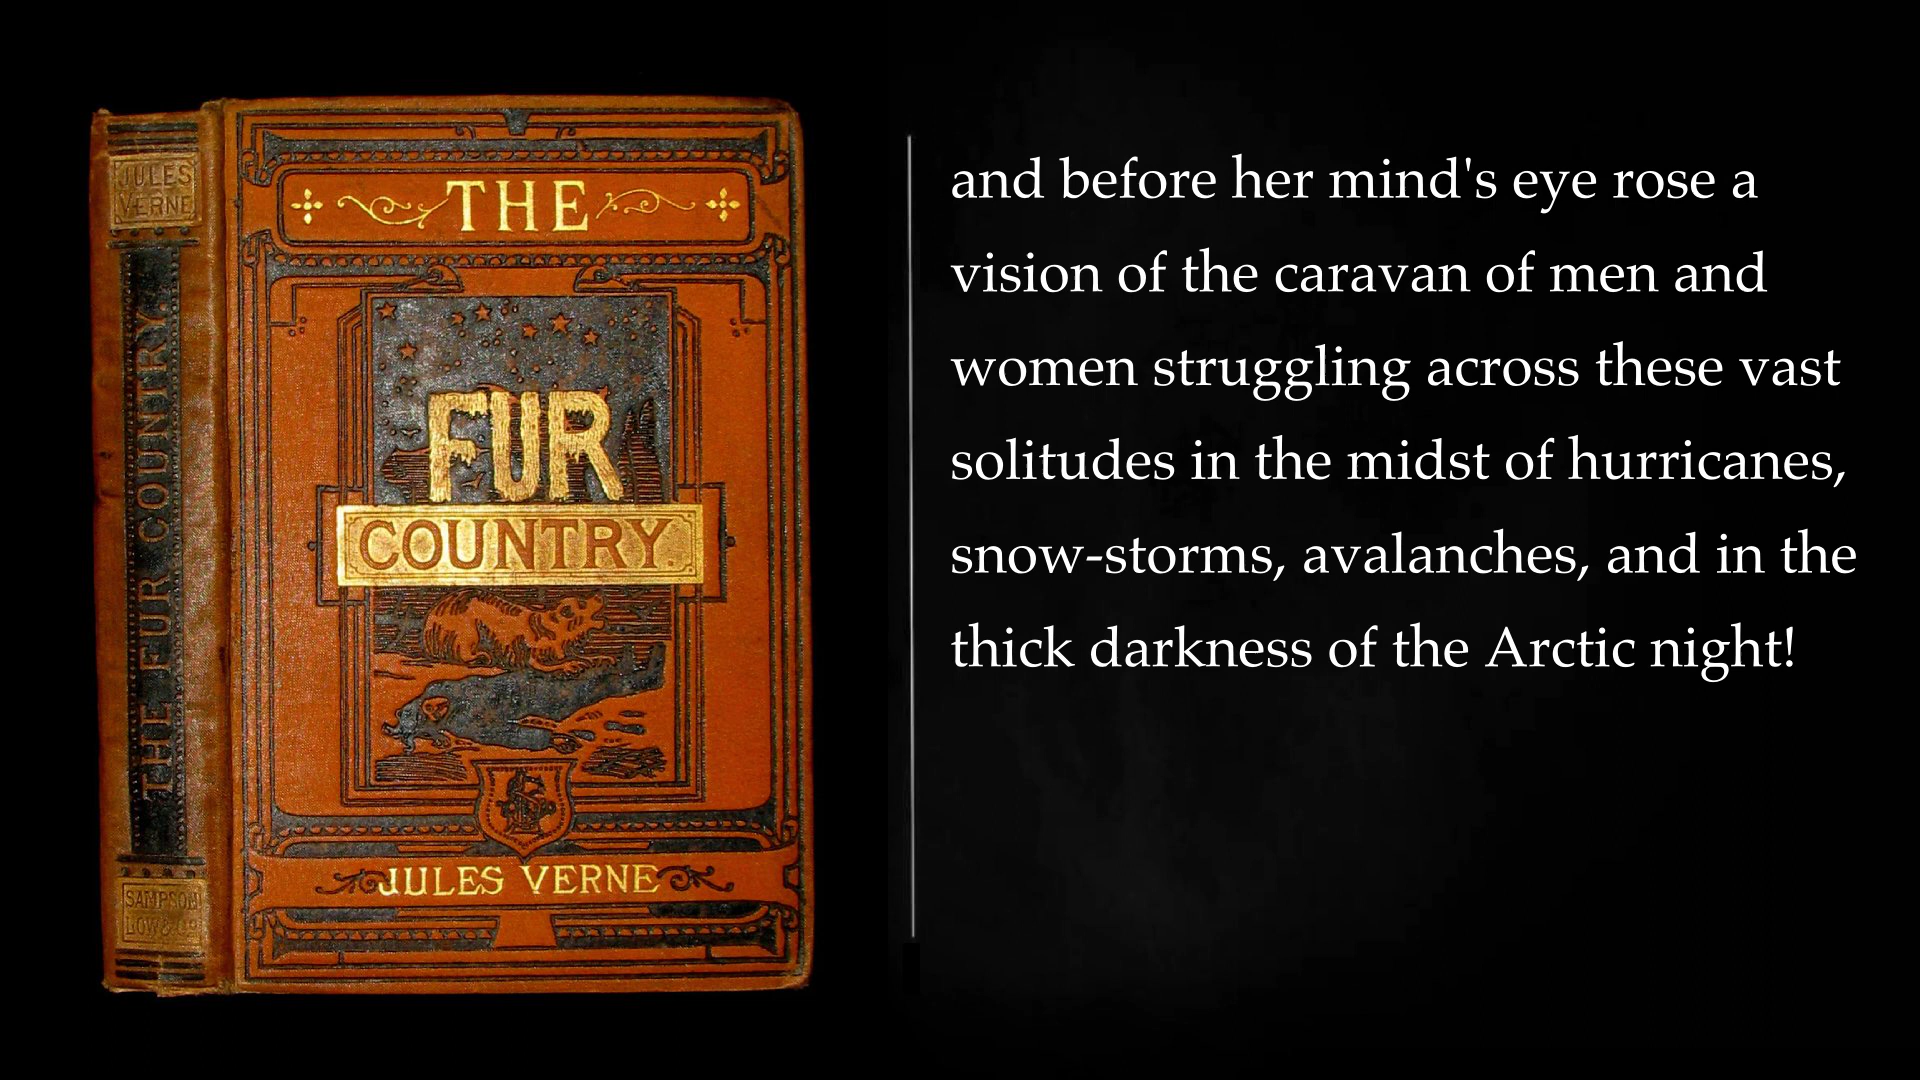 JULES
VERNE
THE FUR COUNTRY.
SAMPSON
LOW & Co
THE
FUR
COUNTRY.
JULES VERNE
and before her mind's eye rose a
vision of the caravan of men and
women struggling across these vast
solitudes in the midst of hurricanes,
snow-storms, avalanches, and in the
thick darkness of the Arctic night!